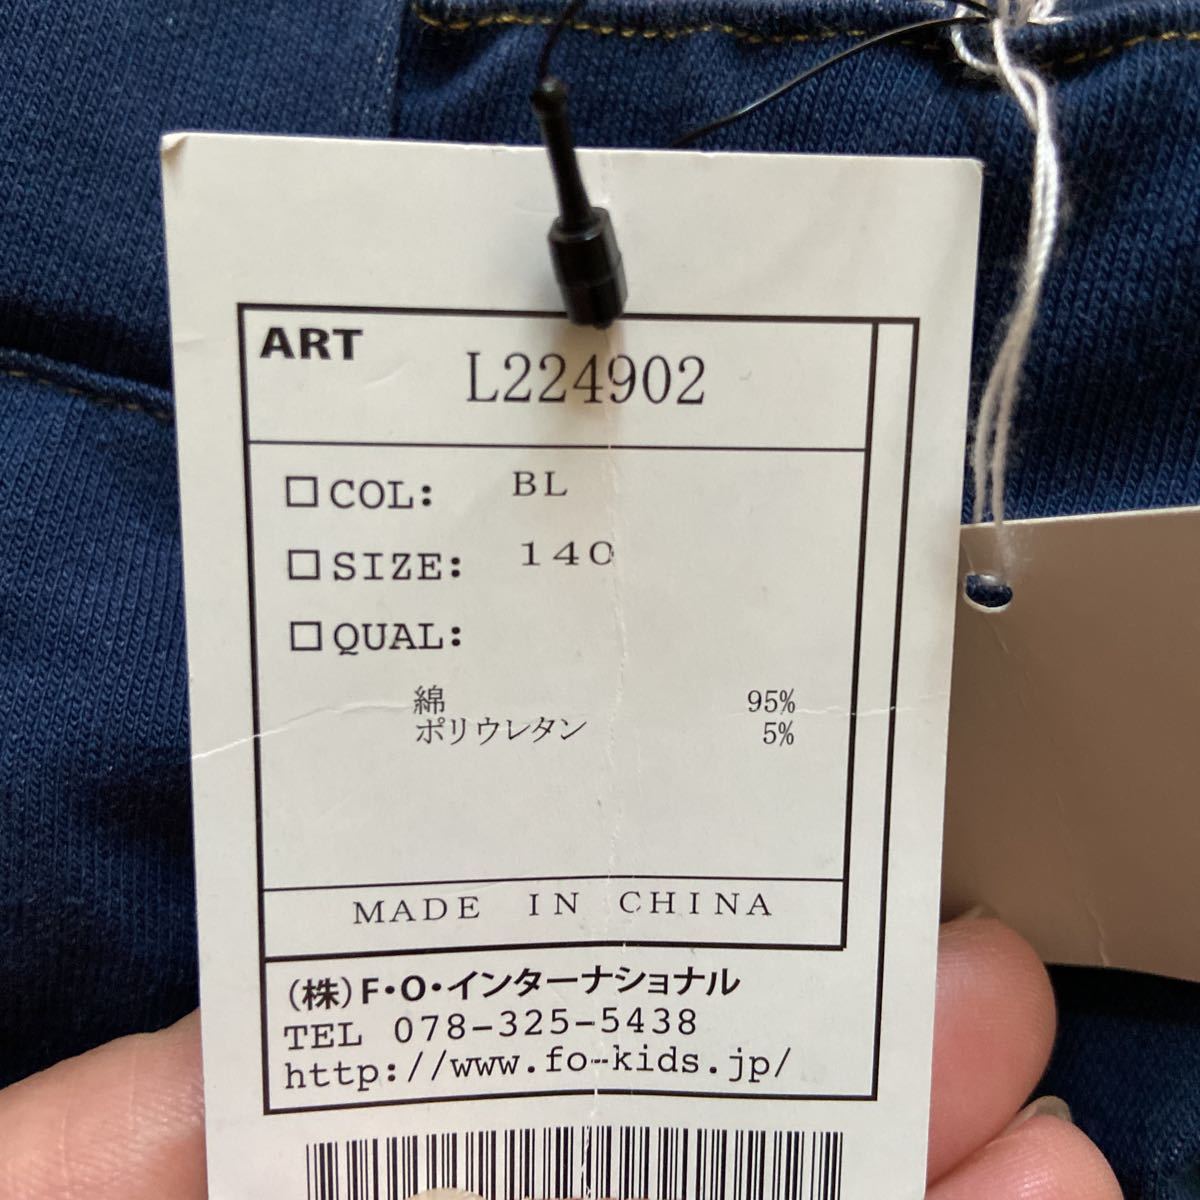 ART L224902
□ COL: BL
□ SIZE: 140
□ QUAL:
綿 95%
ポリウレタン 5%
MADE IN CHINA
(株)F・O・インターナショナル
TEL 078-325-5438
http://www.fo-kids.jp/